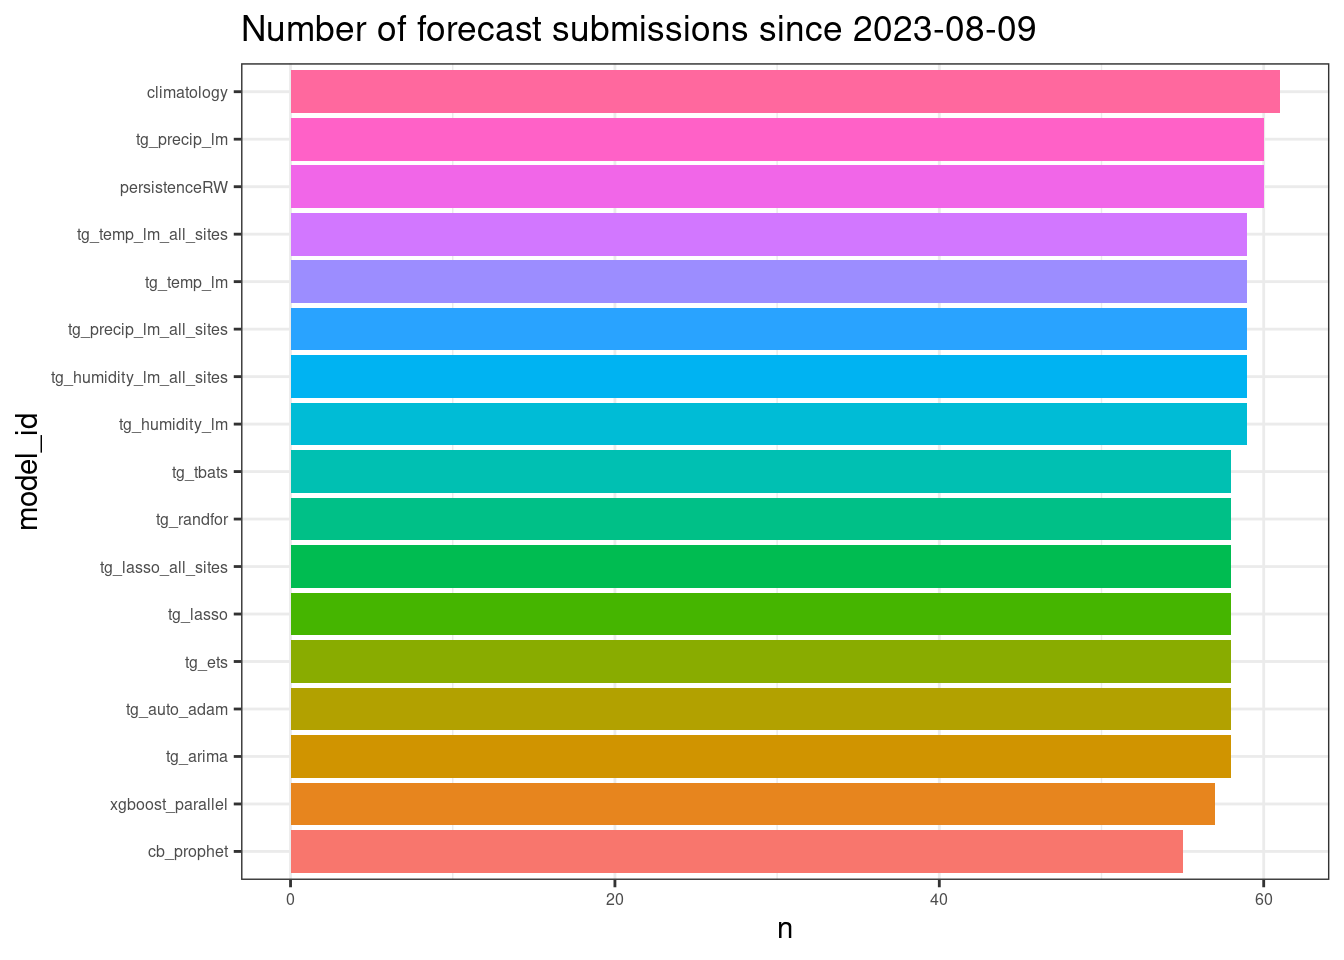 Number of forecast submissions since 2023-08-09
climatology
tg_precip_lm
persistenceRW
tg_temp_lm_all_sites
tg_temp_lm
tg_precip_lm_all_sites
tg_humidity_lm_all_sites
tg_humidity_lm
tg_tbats
tg_randfor
tg_lasso_all_sites
tg_lasso
tg_ets
tg_auto_adam
tg_arima
xgboost_parallel
cb_prophet
model_id
0 20 40 60
n